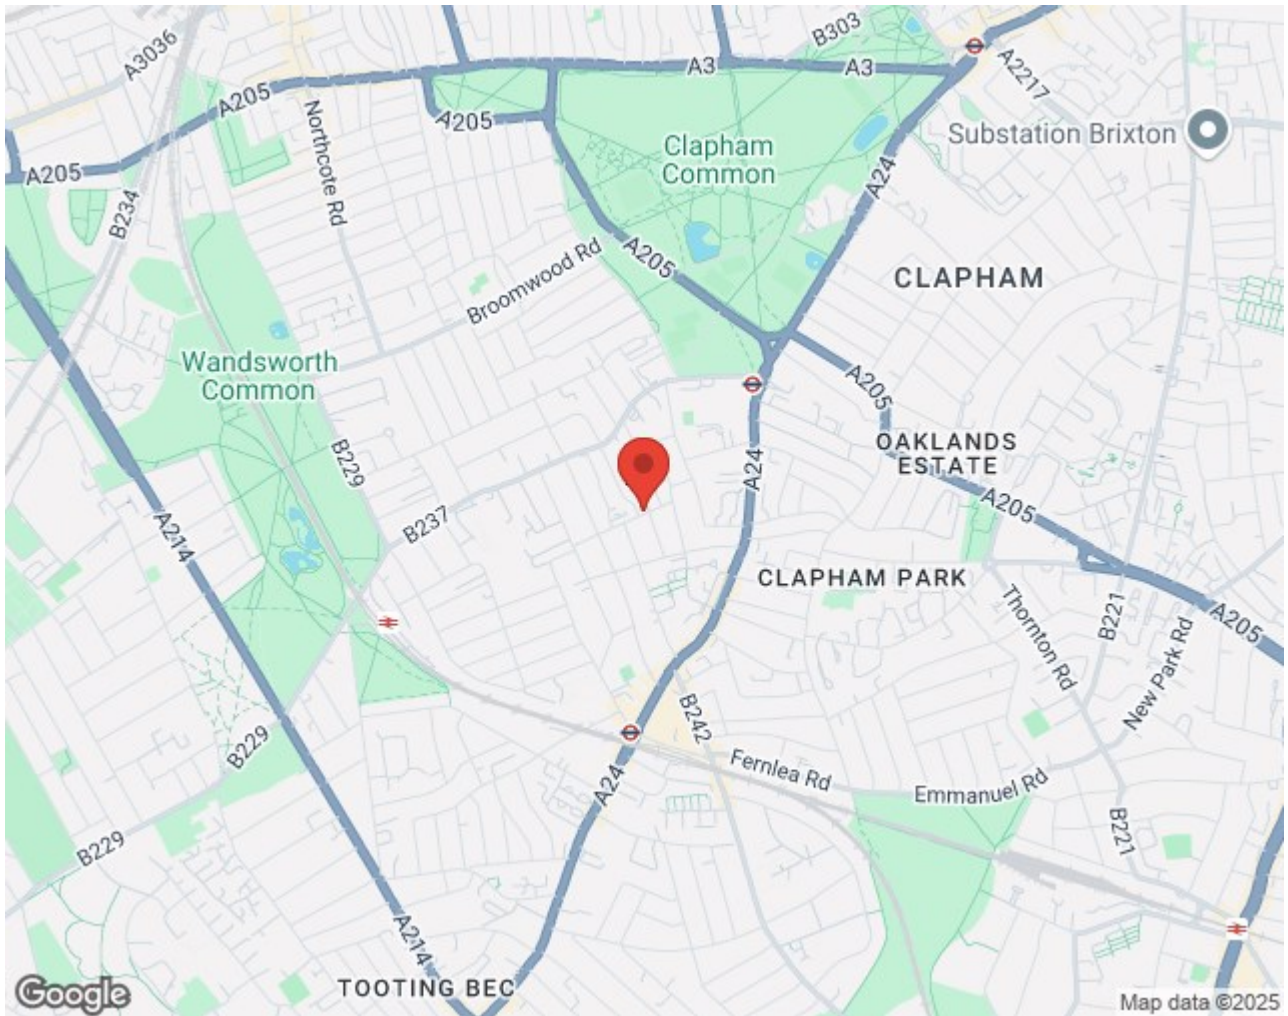 B303
A3036
A3
A3
A2217
A205
A205
Northcote Rd
Clapham
Common
Substation Brixton
A205
A24
B234
A205
Broomwood Rd
CLAPHAM
Wandsworth
Common
A205
B229
OAKLANDS
ESTATE
A24
A205
B237
A214
CLAPHAM PARK
Thornton Rd
B221
A205
New Park Rd
B242
B229
Fernlea Rd
Emmanuel Rd
A24
B221
B229
A214
TOOTING BEC
Google
Map data ©2025